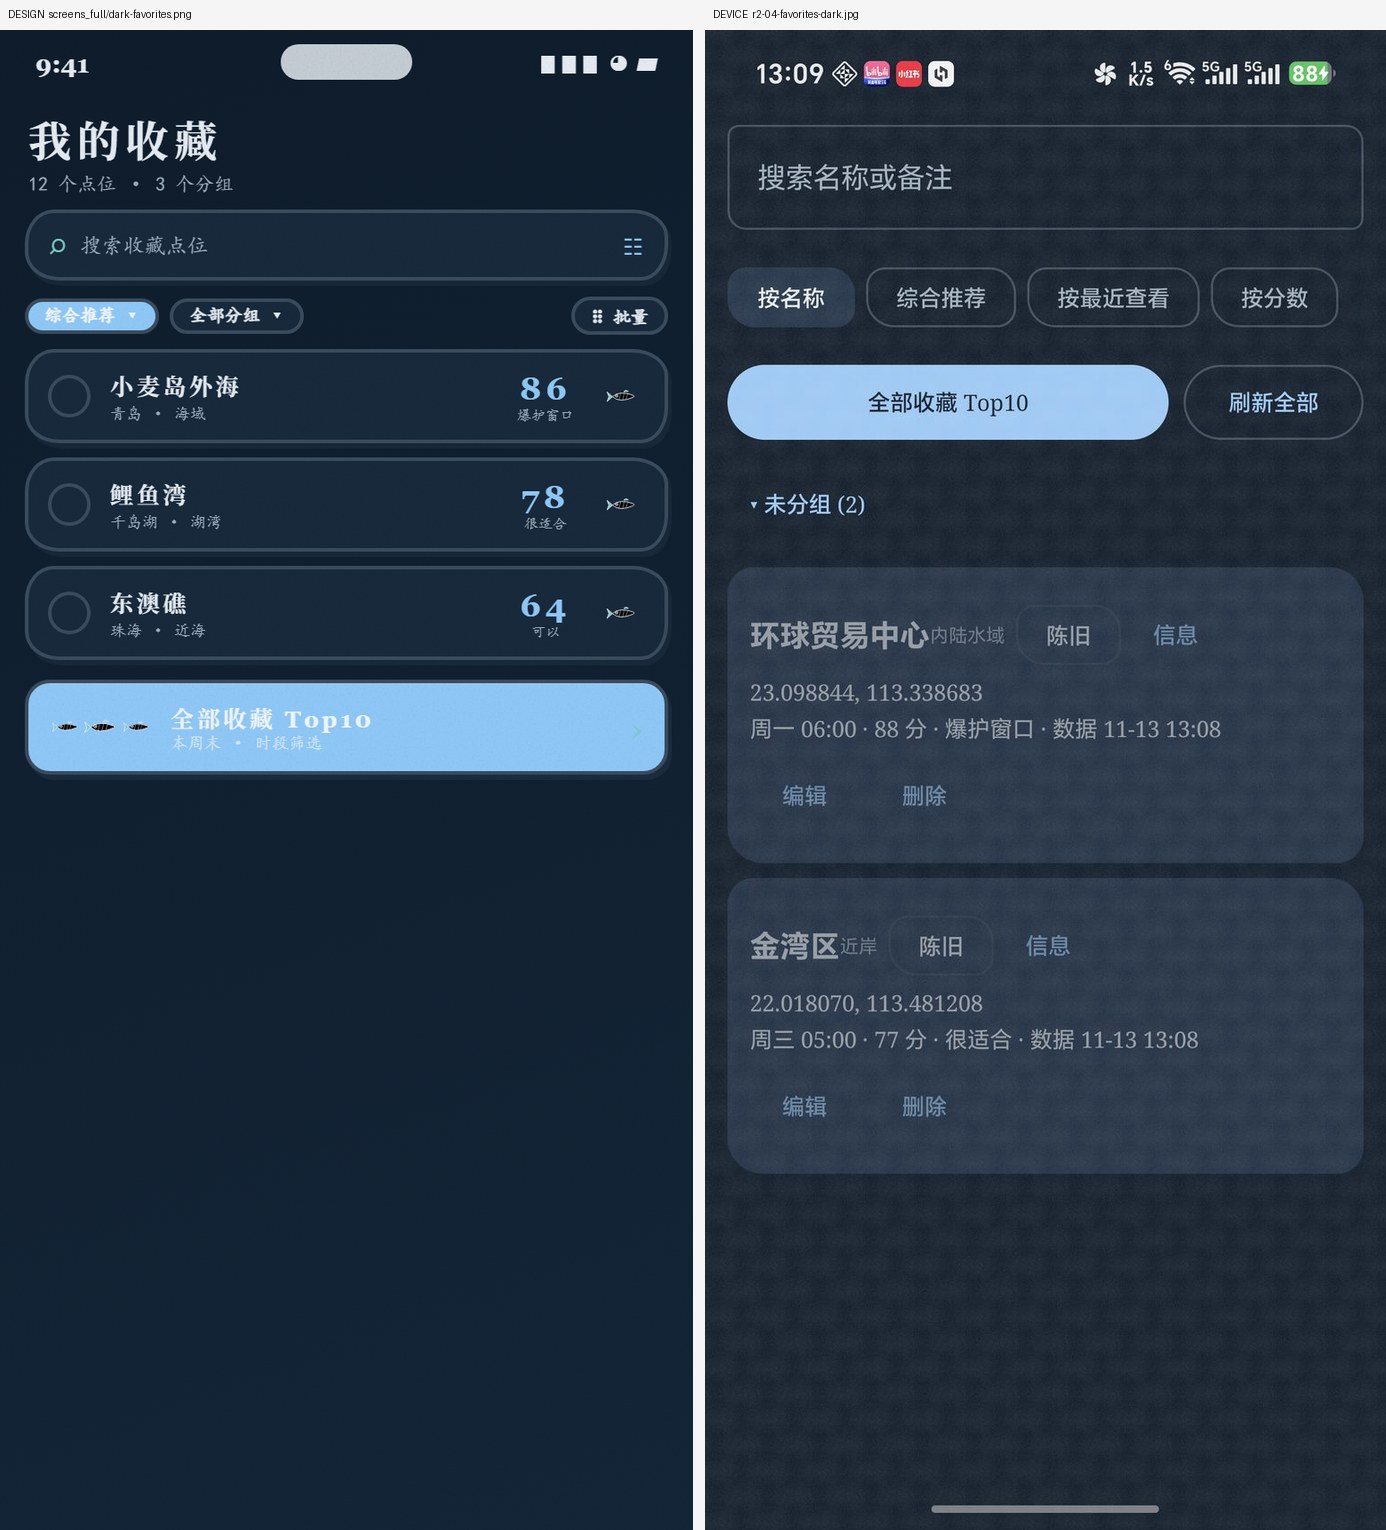 DESIGN screens_full/dark-favorites.png
9:41
我的收藏
12 个点位 • 3 个分组
搜索收藏点位
综合推荐 ▼
全部分组 ▼
批量
小麦岛外海
青岛 • 海域
86
爆护窗口
鲤鱼湾
千岛湖 • 湖湾
78
很适合
东澳礁
珠海 • 近海
64
可以
全部收藏 Top10
本周末 • 时段筛选
DEVICE r2-04-favorites-dark.jpg
13:09
bilibili
小红书
1.5 K/s
6
5G
5G
88
搜索名称或备注
按名称
综合推荐
按最近查看
按分数
全部收藏 Top10
刷新全部
▾ 未分组 (2)
环球贸易中心 内陆水域 陈旧 信息
23.098844, 113.338683
周一 06:00 · 88 分 · 爆护窗口 · 数据 11-13 13:08
编辑 删除
金湾区 近岸 陈旧 信息
22.018070, 113.481208
周三 05:00 · 77 分 · 很适合 · 数据 11-13 13:08
编辑 删除